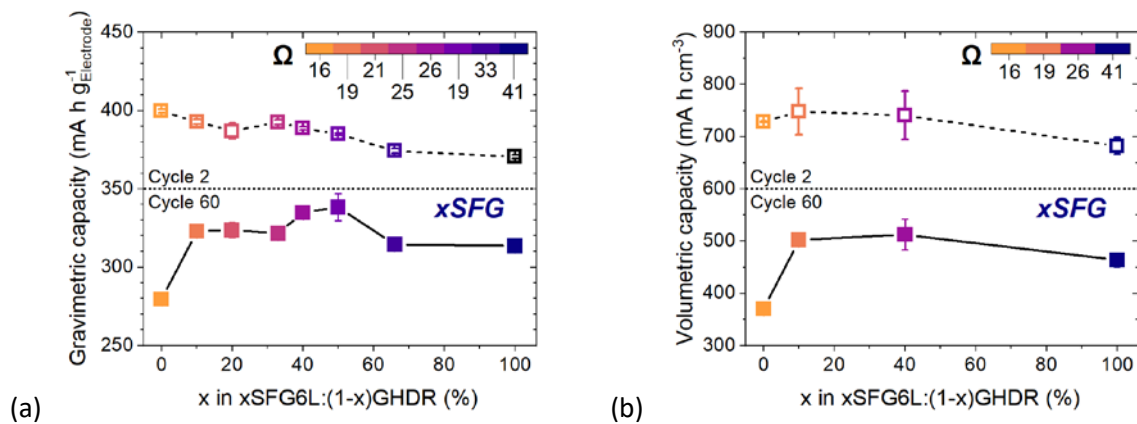 Gravimetric capacity (mA h g⁻¹Electrode)
450
400
350
300
250
Ω
16 21 26 33
19 25 19 41
Cycle 2
Cycle 60
xSFG
0 20 40 60 80 100
x in xSFG6L:(1-x)GHDR (%)
(a)
Volumetric capacity (mA h cm⁻³)
900
800
700
600
500
400
300
Ω
16 26
19 41
Cycle 2
Cycle 60
xSFG
0 20 40 60 80 100
x in xSFG6L:(1-x)GHDR (%)
(b)